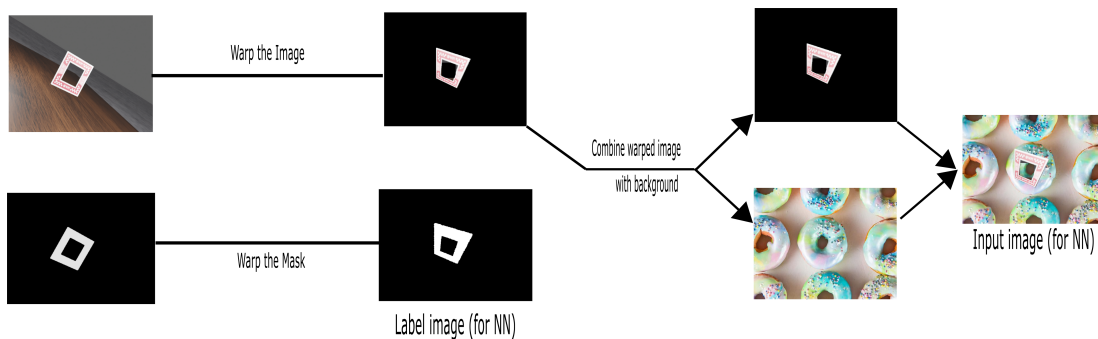 Warp the Image
Combine warped image
with background
Input image (for NN)
Warp the Mask
Label image (for NN)